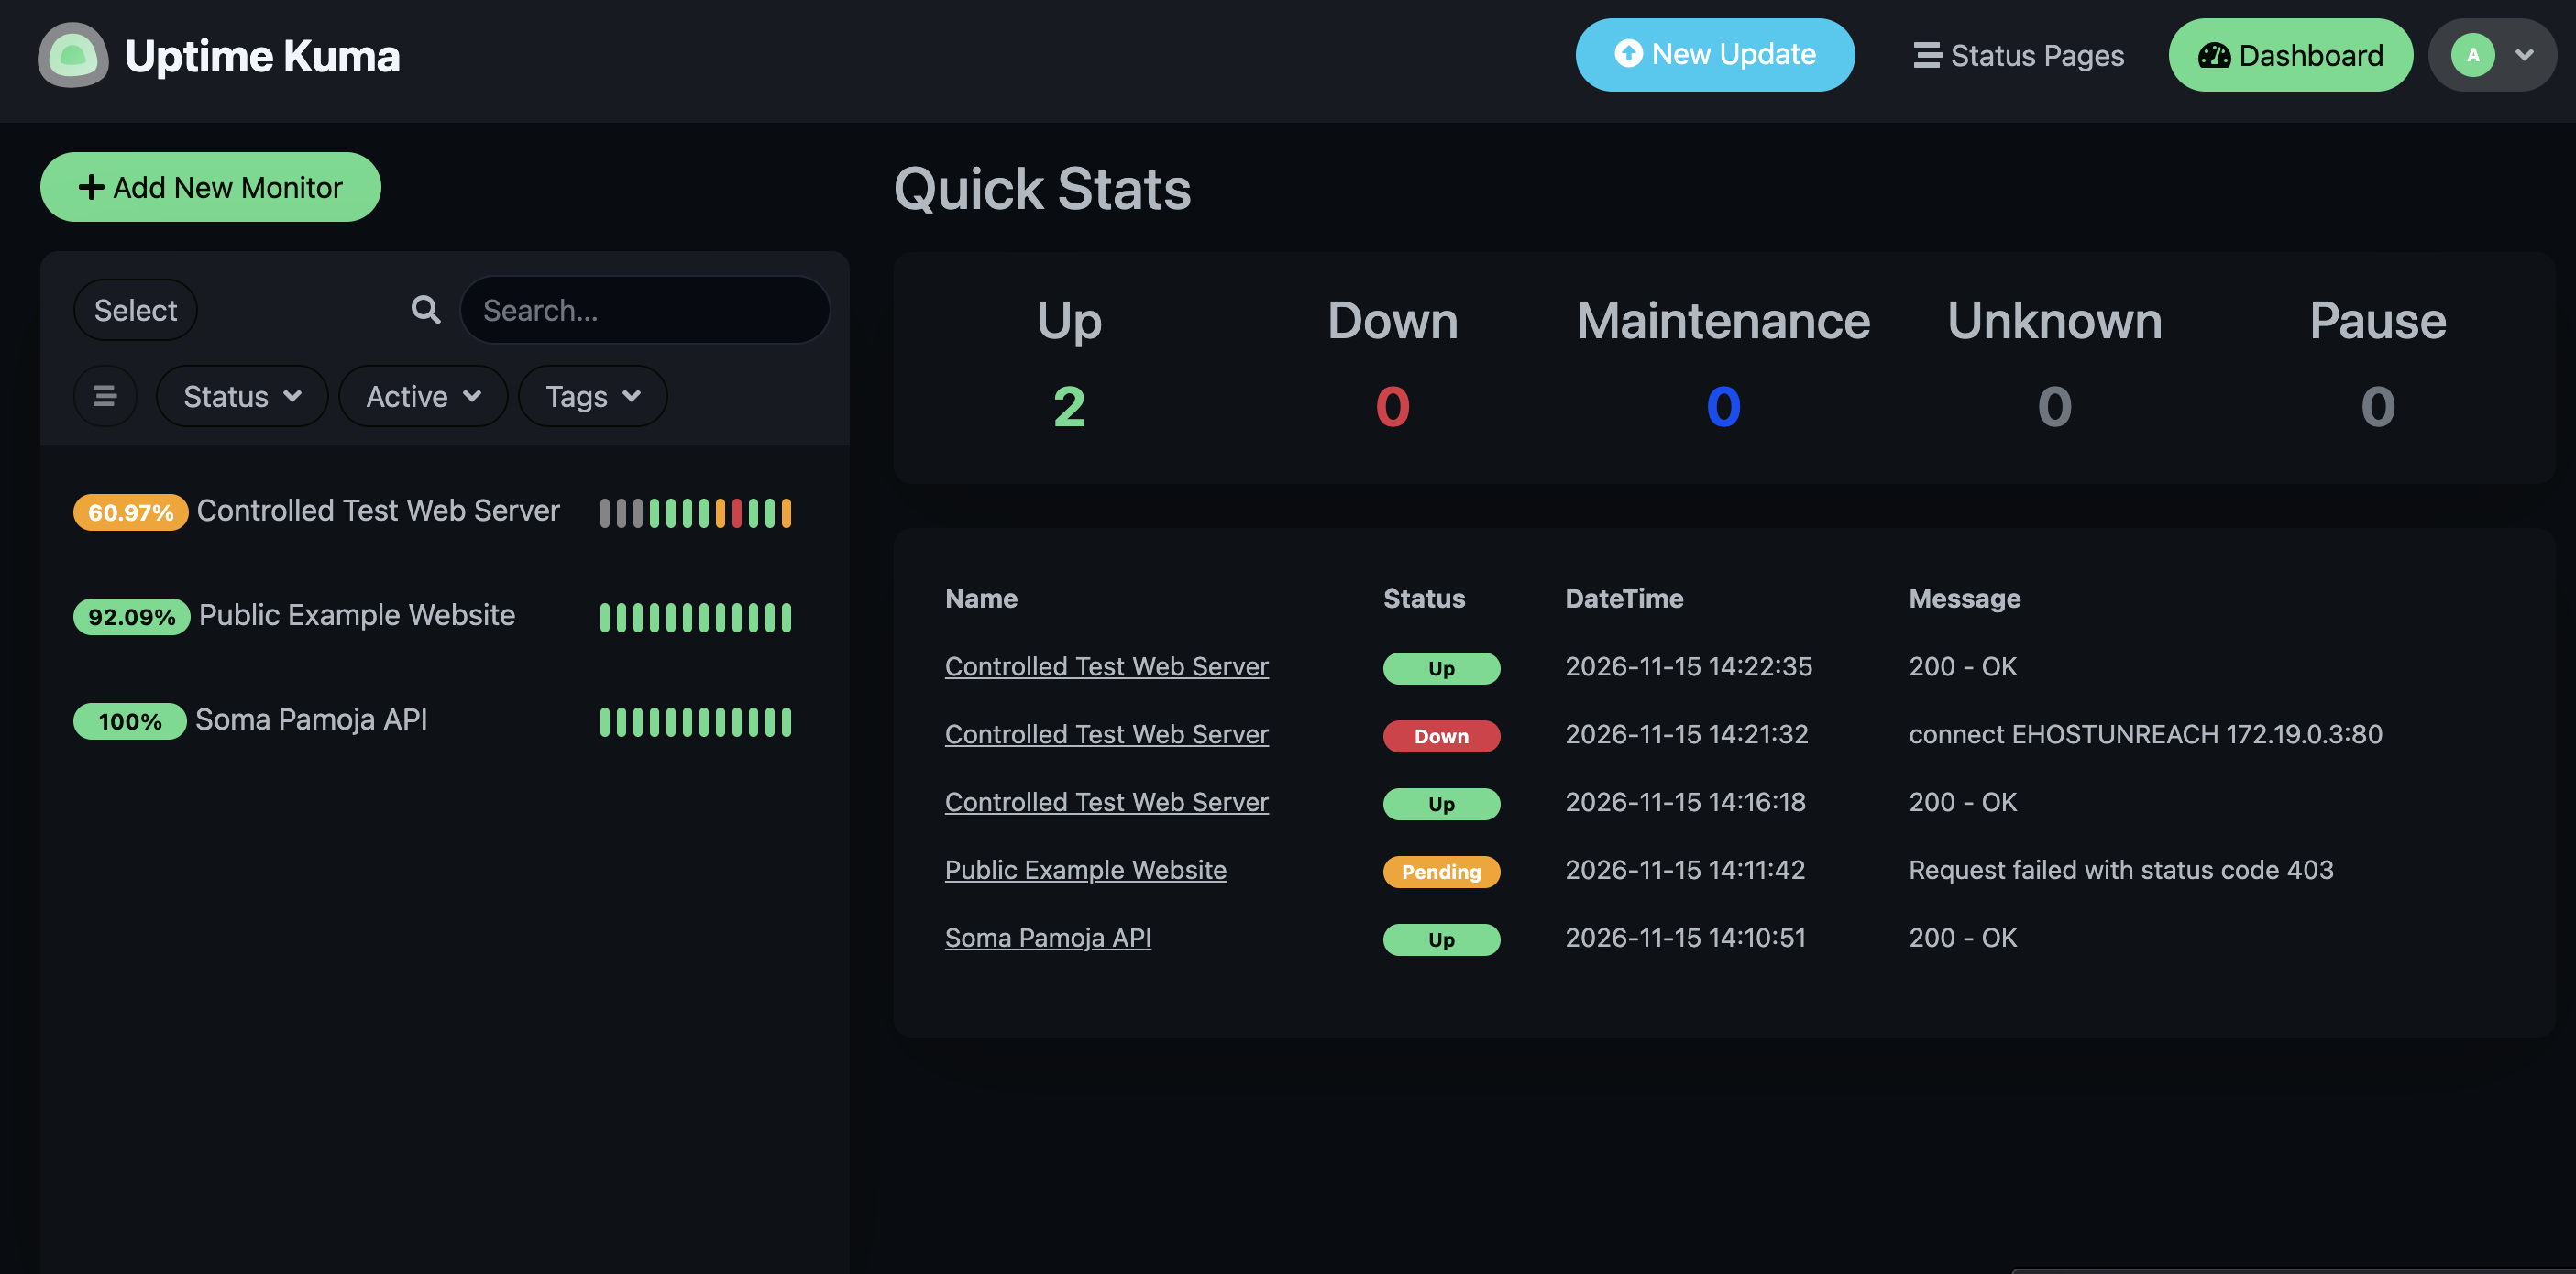 Uptime Kuma
New Update
Status Pages
Dashboard
A
Add New Monitor
Select
Search...
Status
Active
Tags
60.97% Controlled Test Web Server
92.09% Public Example Website
100% Soma Pamoja API
Quick Stats
Up Down Maintenance Unknown Pause
2 0 0 0 0
Name Status DateTime Message
Controlled Test Web Server Up 2026-11-15 14:22:35 200 - OK
Controlled Test Web Server Down 2026-11-15 14:21:32 connect EHOSTUNREACH 172.19.0.3:80
Controlled Test Web Server Up 2026-11-15 14:16:18 200 - OK
Public Example Website Pending 2026-11-15 14:11:42 Request failed with status code 403
Soma Pamoja API Up 2026-11-15 14:10:51 200 - OK